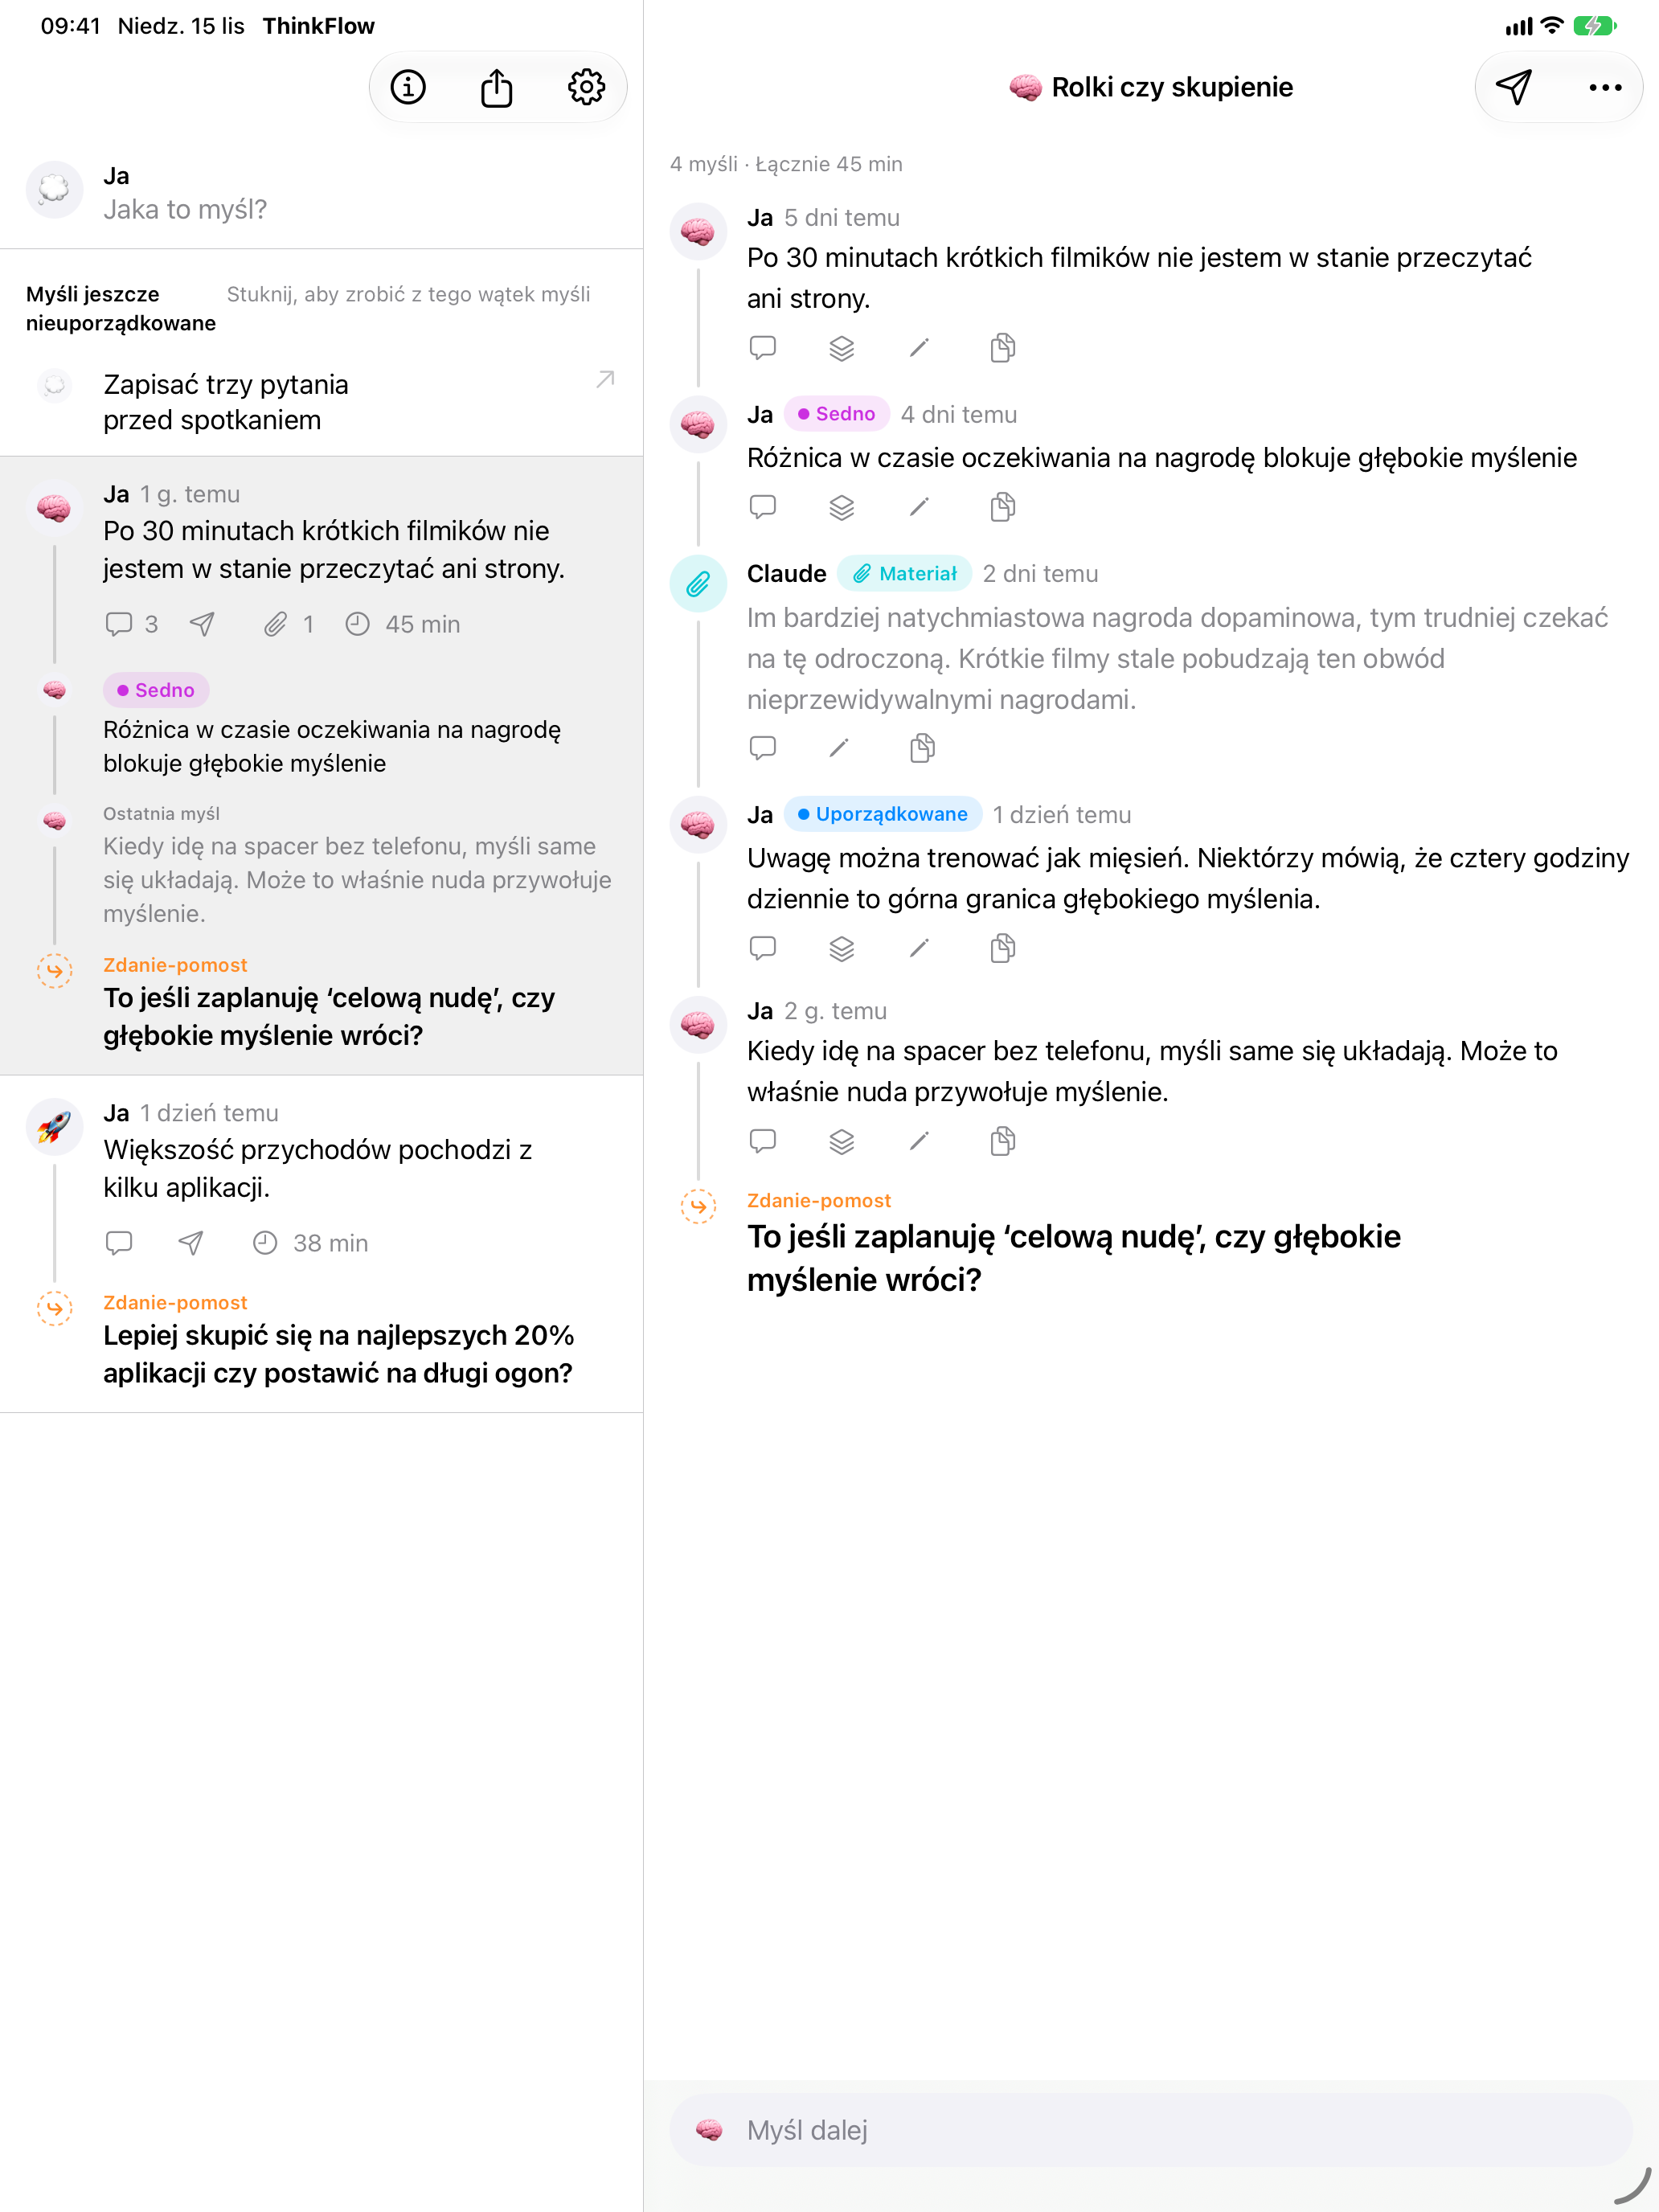 09:41 Niedz. 15 lis ThinkFlow
Ja
Jaka to myśl?
Myśli jeszcze
nieuporządkowane
Stuknij, aby zrobić z tego wątek myśli
Zapisać trzy pytania
przed spotkaniem
Ja 1 g. temu
Po 30 minutach krótkich filmików nie
jestem w stanie przeczytać ani strony.
3 1 45 min
Sedno
Różnica w czasie oczekiwania na nagrodę
blokuje głębokie myślenie
Ostatnia myśl
Kiedy idę na spacer bez telefonu, myśli same
się układają. Może to właśnie nuda przywołuje
myślenie.
Zdanie-pomost
To jeśli zaplanuję ‘celową nudę’, czy
głębokie myślenie wróci?
Ja 1 dzień temu
Większość przychodów pochodzi z
kilku aplikacji.
38 min
Zdanie-pomost
Lepiej skupić się na najlepszych 20%
aplikacji czy postawić na długi ogon?
Rolki czy skupienie
4 myśli · Łącznie 45 min
Ja 5 dni temu
Po 30 minutach krótkich filmików nie jestem w stanie przeczytać
ani strony.
Ja Sedno 4 dni temu
Różnica w czasie oczekiwania na nagrodę blokuje głębokie myślenie
Claude Materiał 2 dni temu
Im bardziej natychmiastowa nagroda dopaminowa, tym trudniej czekać
na tę odroczoną. Krótkie filmy stale pobudzają ten obwód
nieprzewidywalnymi nagrodami.
Ja Uporządkowane 1 dzień temu
Uwagę można trenować jak mięsień. Niektórzy mówią, że cztery godziny
dziennie to górna granica głębokiego myślenia.
Ja 2 g. temu
Kiedy idę na spacer bez telefonu, myśli same się układają. Może to
właśnie nuda przywołuje myślenie.
Zdanie-pomost
To jeśli zaplanuję ‘celową nudę’, czy głębokie
myślenie wróci?
Myśl dalej